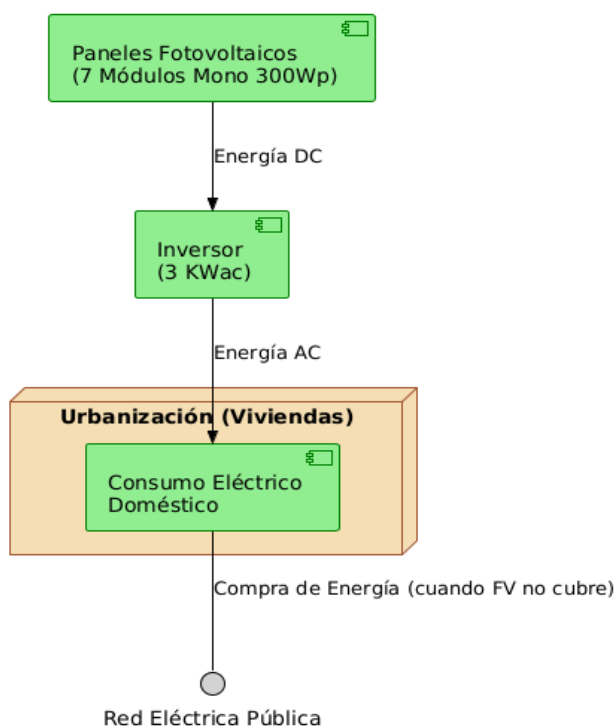 Paneles Fotovoltaicos
(7 Módulos Mono 300Wp)
Energía DC
Inversor
(3 KWac)
Energía AC
Urbanización (Viviendas)
Consumo Eléctrico
Doméstico
Compra de Energía (cuando FV no cubre)
Red Eléctrica Pública